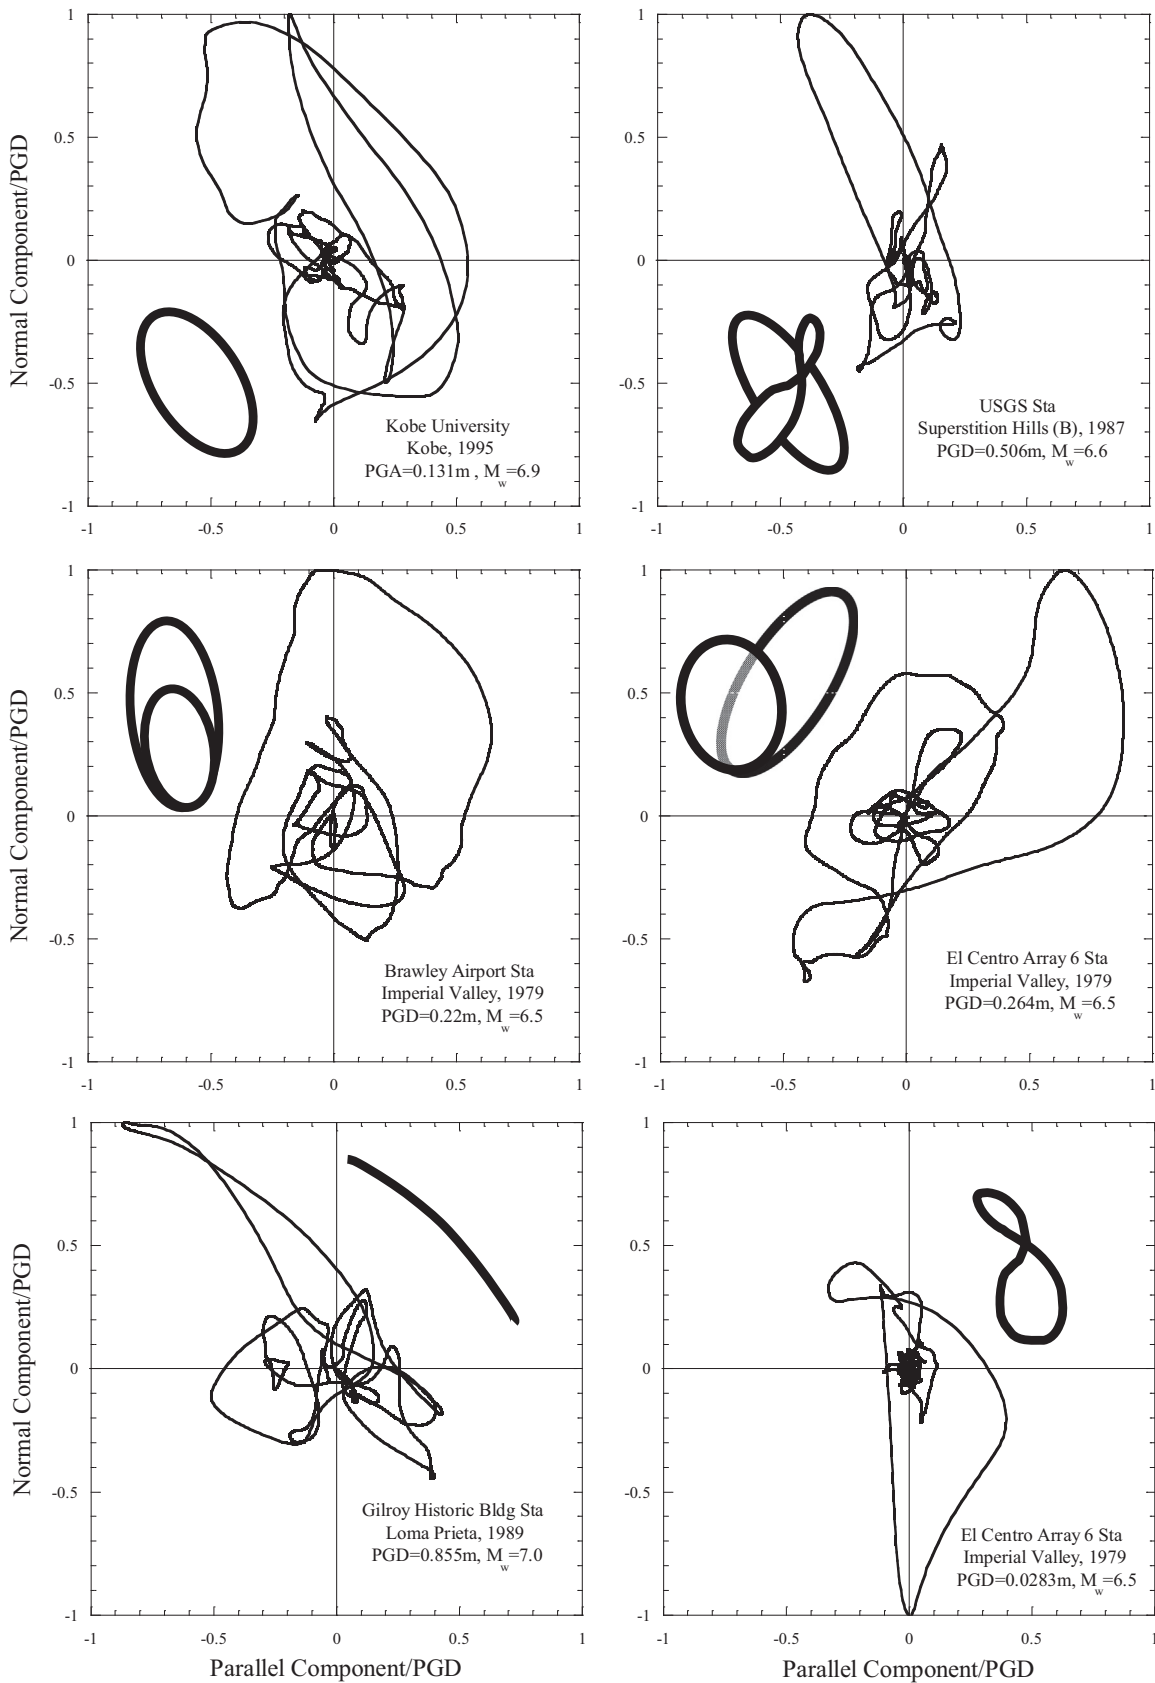 1
0.5
0
-0.5
-1
-1
-0.5
0
0.5
1
Normal Component/PGD
Kobe University
Kobe, 1995
PGA=0.131m , Mw=6.9
1
0.5
0
-0.5
-1
-1
-0.5
0
0.5
1
USGS Sta
Superstition Hills (B), 1987
PGD=0.506m, Mw=6.6
1
0.5
0
-0.5
-1
-1
-0.5
0
0.5
1
Normal Component/PGD
Brawley Airport Sta
Imperial Valley, 1979
PGD=0.22m, Mw=6.5
1
0.5
0
-0.5
-1
-1
-0.5
0
0.5
1
El Centro Array 6 Sta
Imperial Valley, 1979
PGD=0.264m, Mw=6.5
1
0.5
0
-0.5
-1
-1
-0.5
0
0.5
1
Normal Component/PGD
Gilroy Historic Bldg Sta
Loma Prieta, 1989
PGD=0.855m, Mw=7.0
Parallel Component/PGD
1
0.5
0
-0.5
-1
-1
-0.5
0
0.5
1
El Centro Array 6 Sta
Imperial Valley, 1979
PGD=0.0283m, Mw=6.5
Parallel Component/PGD